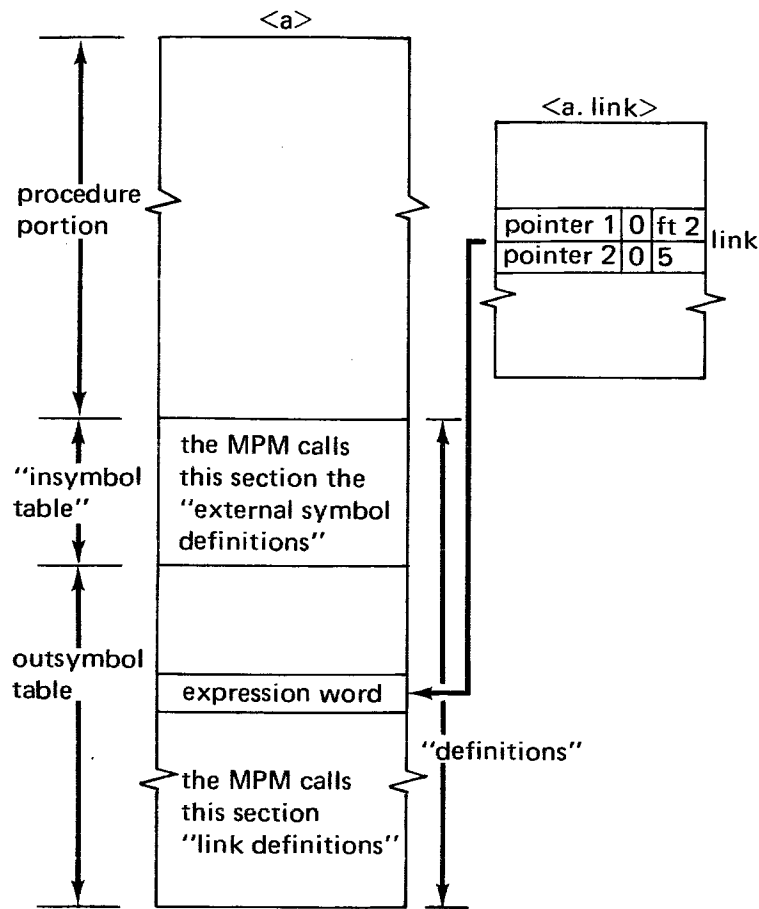 <a>
<a. link>
procedure
portion
pointer 1 0 ft 2
link
pointer 2 0 5
"insymbol
table"
the MPM calls
this section the
"external symbol
definitions"
outsymbol
table
expression word
"definitions"
the MPM calls
this section
"link definitions"